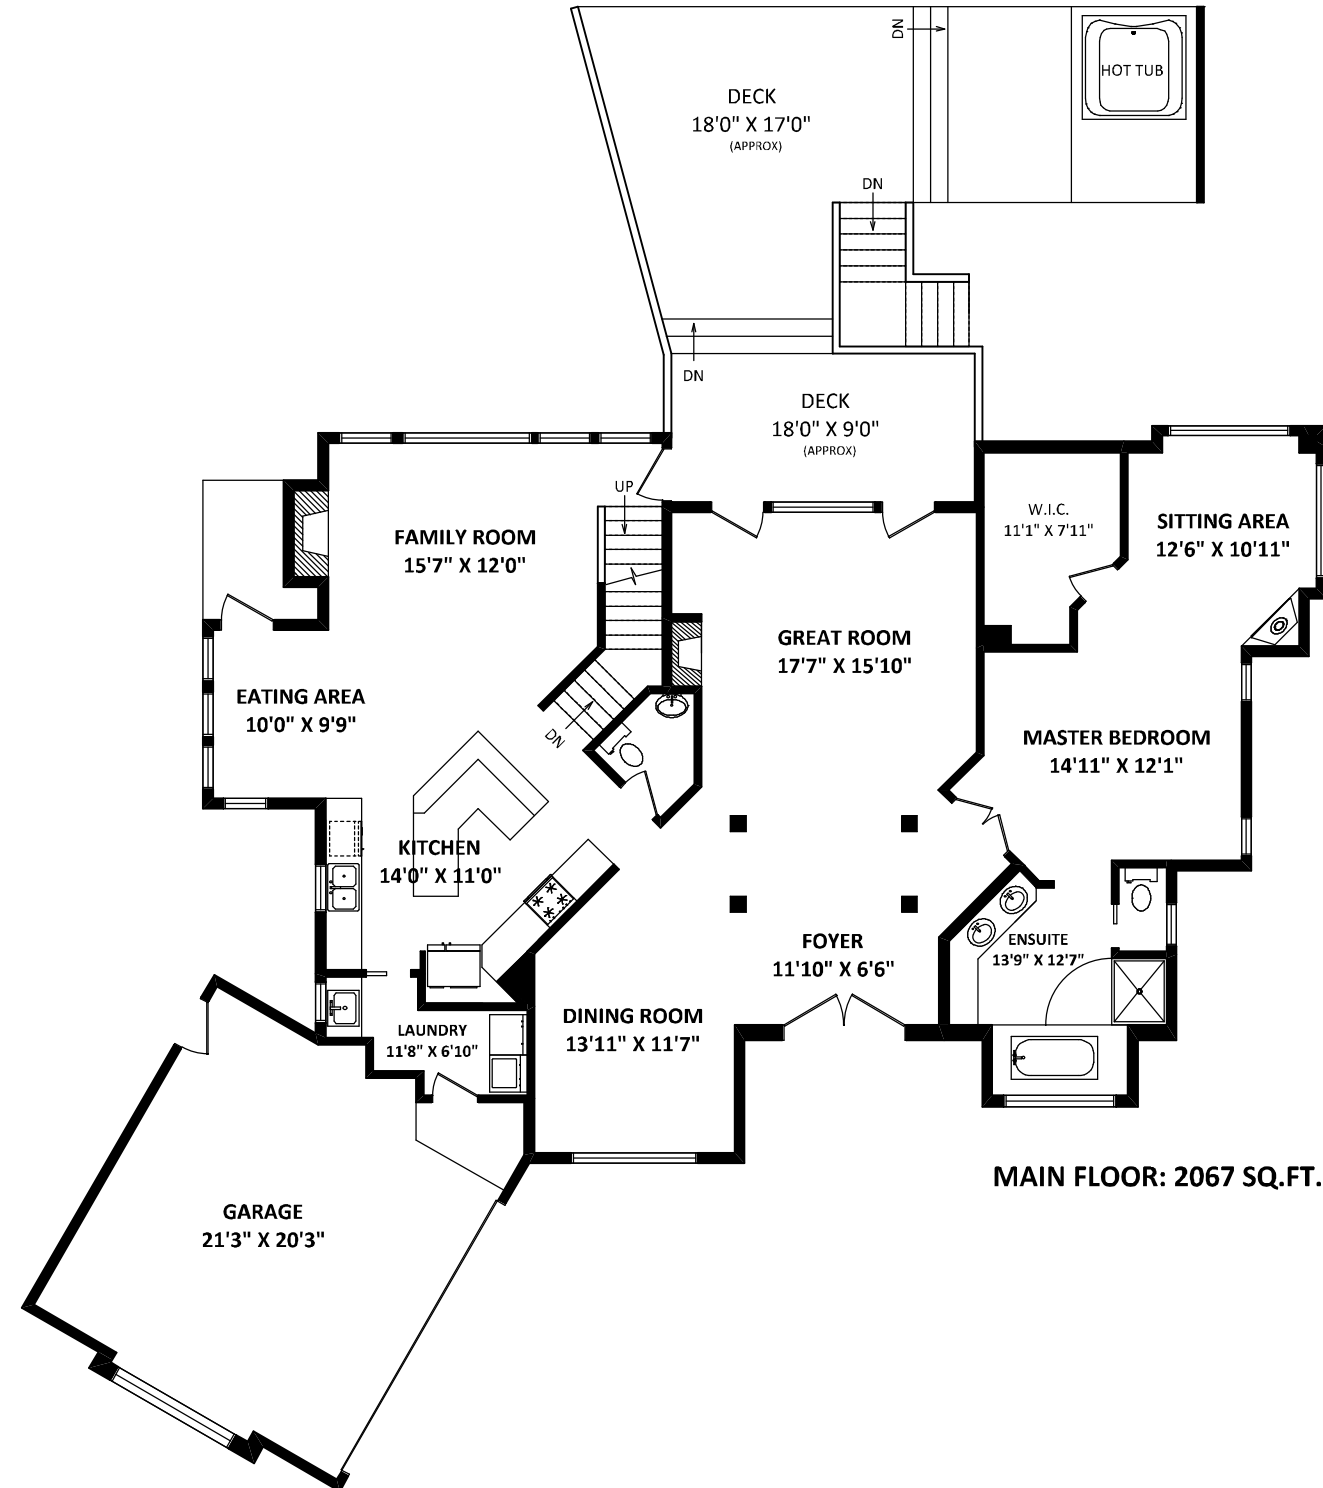 DN
HOT TUB
DECK
18'0" X 17'0"
(APPROX)
DN
DN
DECK
18'0" X 9'0"
(APPROX)
UP
FAMILY ROOM
15'7" X 12'0"
W.I.C.
11'1" X 7'11"
SITTING AREA
12'6" X 10'11"
GREAT ROOM
17'7" X 15'10"
EATING AREA
10'0" X 9'9"
DN
MASTER BEDROOM
14'11" X 12'1"
KITCHEN
14'0" X 11'0"
FOYER
11'10" X 6'6"
ENSUITE
13'9" X 12'7"
DINING ROOM
13'11" X 11'7"
LAUNDRY
11'8" X 6'10"
MAIN FLOOR: 2067 SQ.FT.
GARAGE
21'3" X 20'3"